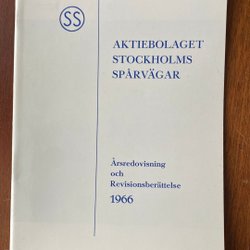 SS
AKTIEBOLAGET
STOCKHOLMS
SPÅRVÄGAR
Årsredovisning
och
Revisionsberättelse
1966